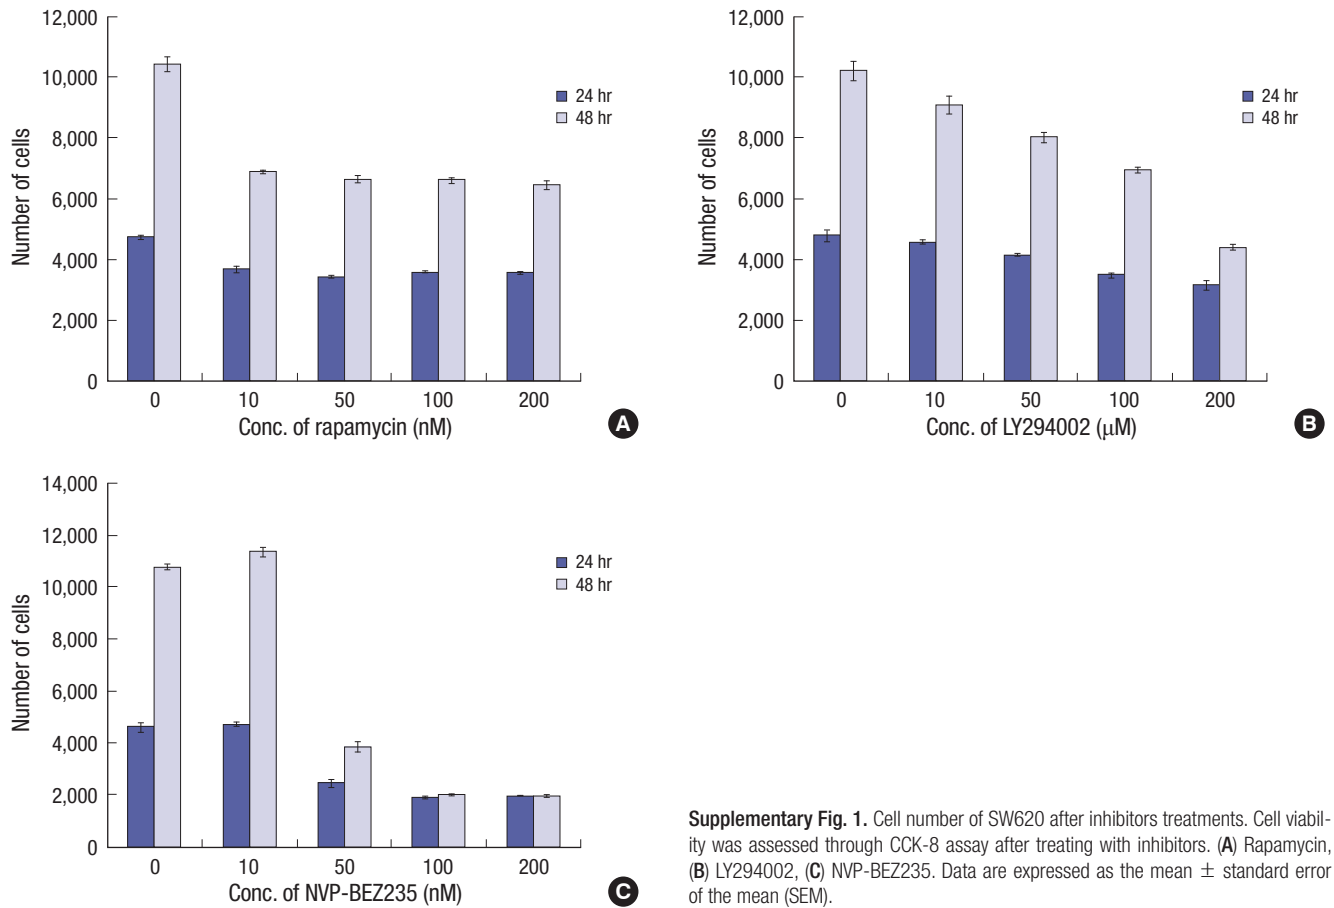 12,000
10,000
8,000
6,000
4,000
2,000
0
Number of cells
24 hr
48 hr
0 10 50 100 200
Conc. of rapamycin (nM)
A
12,000
10,000
8,000
6,000
4,000
2,000
0
Number of cells
24 hr
48 hr
0 10 50 100 200
Conc. of LY294002 (μM)
B
14,000
12,000
10,000
8,000
6,000
4,000
2,000
0
Number of cells
24 hr
48 hr
0 10 50 100 200
Conc. of NVP-BEZ235 (nM)
C
Supplementary Fig. 1. Cell number of SW620 after inhibitors treatments. Cell viabil-
ity was assessed through CCK-8 assay after treating with inhibitors. (A) Rapamycin,
(B) LY294002, (C) NVP-BEZ235. Data are expressed as the mean ± standard error
of the mean (SEM).